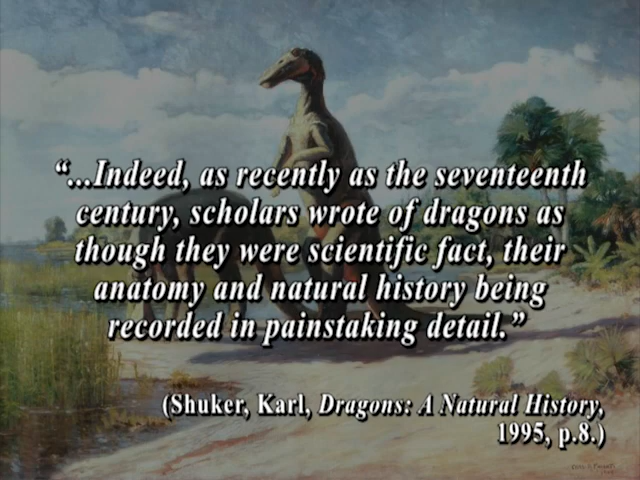 “...Indeed, as recently as the seventeenth
century, scholars wrote of dragons as
though they were scientific fact, their
anatomy and natural history being
recorded in painstaking detail.”
(Shuker, Karl, Dragons: A Natural History,
1995, p.8.)